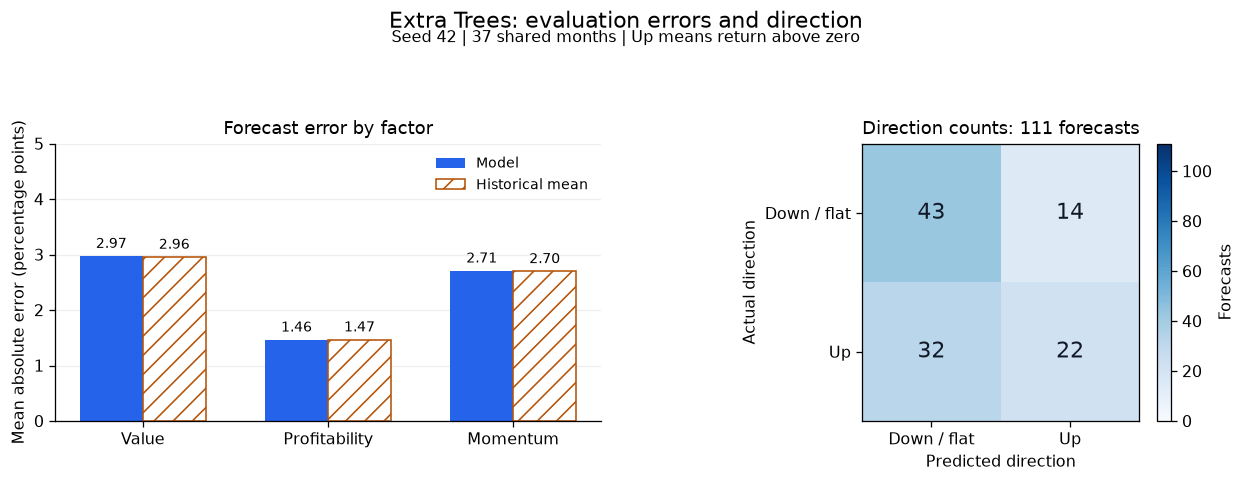 Extra Trees: evaluation errors and direction
Seed 42 | 37 shared months | Up means return above zero
Forecast error by factor
Mean absolute error (percentage points)
5
4
3
2
1
0
Model
Historical mean
2.97
2.96
1.46
1.47
2.71
2.70
Value
Profitability
Momentum
Direction counts: 111 forecasts
Actual direction
Down / flat
Up
43
14
32
22
Down / flat
Up
Predicted direction
100
80
60
40
20
0
Forecasts